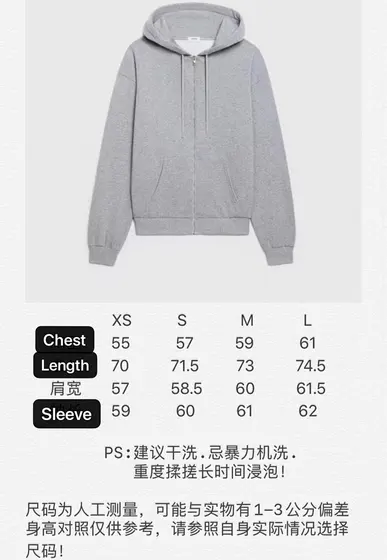 XS S M L
Chest 55 57 59 61
Length 70 71.5 73 74.5
肩宽 57 58.5 60 61.5
Sleeve 59 60 61 62
PS:建议干洗.忌暴力机洗.
重度揉搓长时间浸泡!
尺码为人工测量，可能与实物有1-3公分偏差
身高对照仅供参考，请参照自身实际情况选择
尺码!